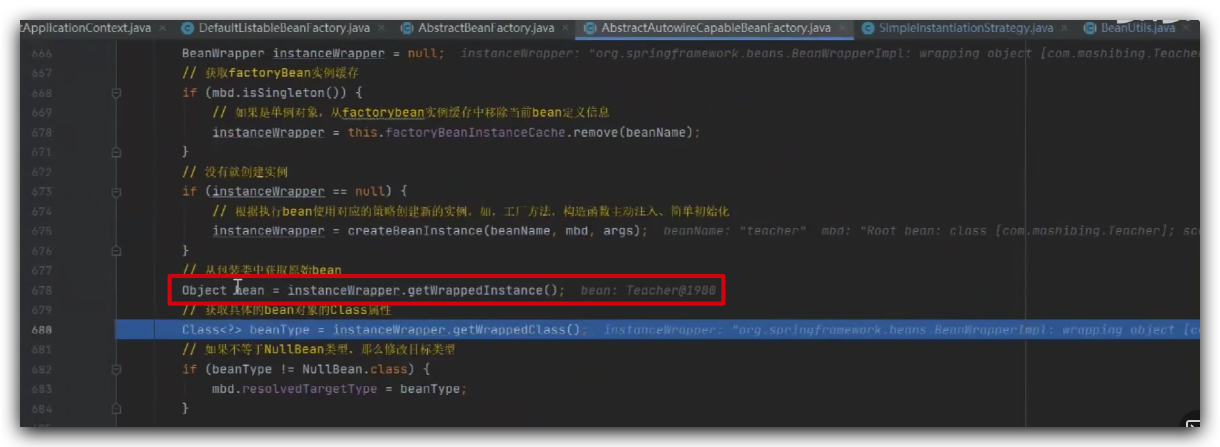 tApplicationContext.java × DefaultListableBeanFactory.java × AbstractBeanFactory.java × AbstractAutowireCapableBeanFactory.java × SimpleInstantiationStrategy.java × BeanUtils.java ×
666 BeanWrapper instanceWrapper = null; instanceWrapper: "org.springframework.beans.BeanWrapperImpl: wrapping object [com.mashibing.Teacher
667 // 获取factoryBean实例缓存
668 if (mbd.isSingleton()) {
669 // 如果是单例对象，从factorybean实例缓存中移除当前bean定义信息
670 instanceWrapper = this.factoryBeanInstanceCache.remove(beanName);
671 }
672 // 没有就创建实例
673 if (instanceWrapper == null) {
674 // 根据执行bean使用对应的策略创建新的实例，如，工厂方法，构造函数主动注入、简单初始化
675 instanceWrapper = createBeanInstance(beanName, mbd, args); beanName: "teacher" mbd: "Root bean: class [com.mashibing.Teacher]; sc
676 }
677 // 从包装类中获取原始bean
678 Object bean = instanceWrapper.getWrappedInstance(); bean: Teacher@1980
679 // 获取具体的bean对象的Class属性
680 Class<?> beanType = instanceWrapper.getWrappedClass(); instanceWrapper: "org.springframework.beans.BeanWrapperImpl: wrapping object [c
681 // 如果不等于NullBean类型，那么修改目标类型
682 if (beanType != NullBean.class) {
683 mbd.resolvedTargetType = beanType;
684 }